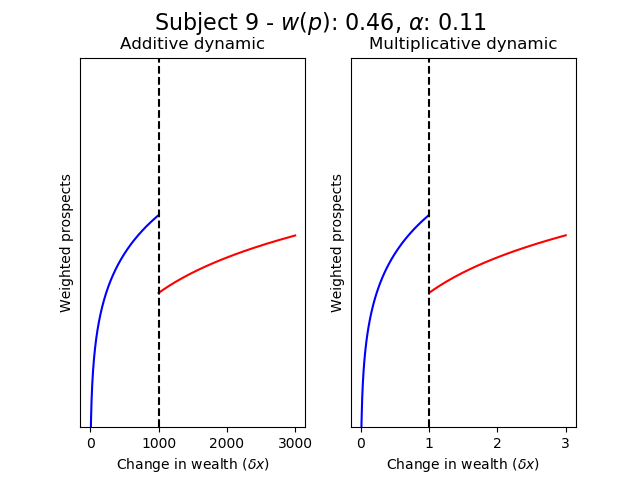 Subject 9 - w(p): 0.46, α: 0.11
Additive dynamic
Multiplicative dynamic
Weighted prospects
Weighted prospects
0 1000 2000 3000
0 1 2 3
Change in wealth (δx)
Change in wealth (δx)